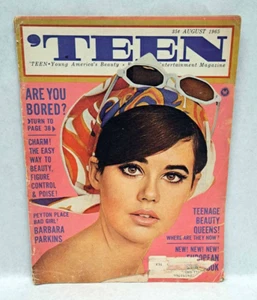 35¢ AUGUST 1965
'TEEN
'TEEN • Young America's Beauty • Entertainment Magazine
ARE YOU
BORED?
TURN TO
PAGE 38
CHARM!
THE EASY
WAY TO
BEAUTY,
FIGURE
CONTROL
& POISE!
PEYTON PLACE
BAD GIRL
BARBARA
PARKINS
TEENAGE
BEAUTY
QUEENS!
WHERE ARE THEY NOW?
NEW! NEW! NEW!
EUROPEAN
OOK